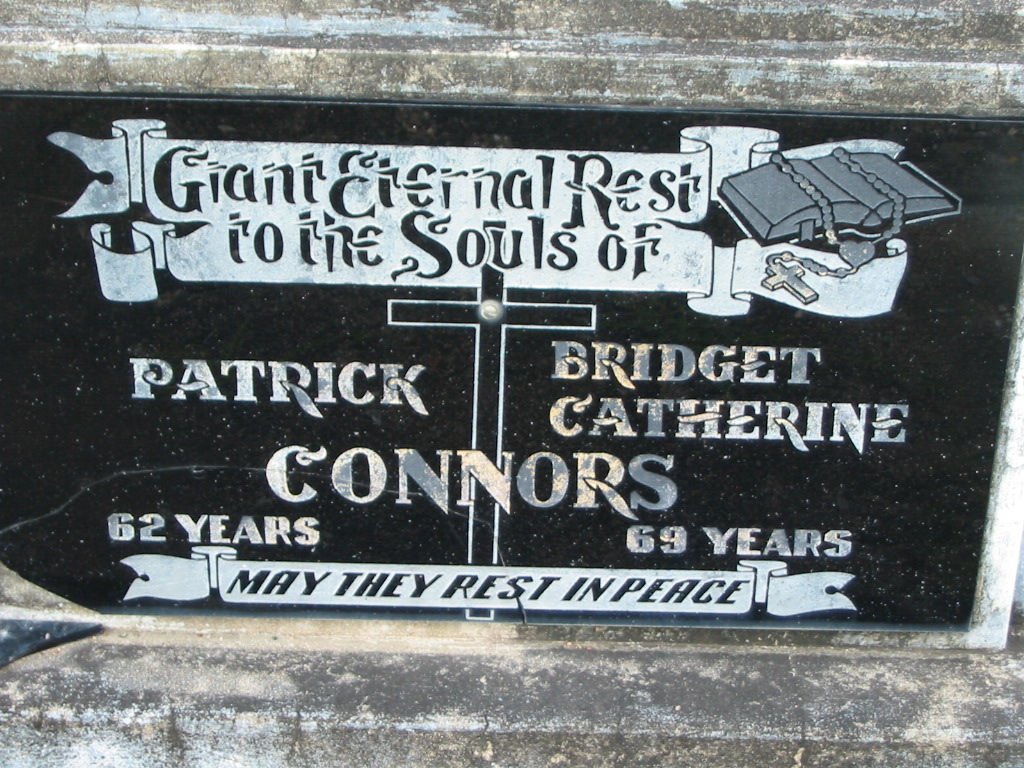 Grant Eternal Rest
to the Souls of
PATRICK
BRIDGET
CATHERINE
CONNORS
62 YEARS
69 YEARS
MAY THEY REST IN PEACE